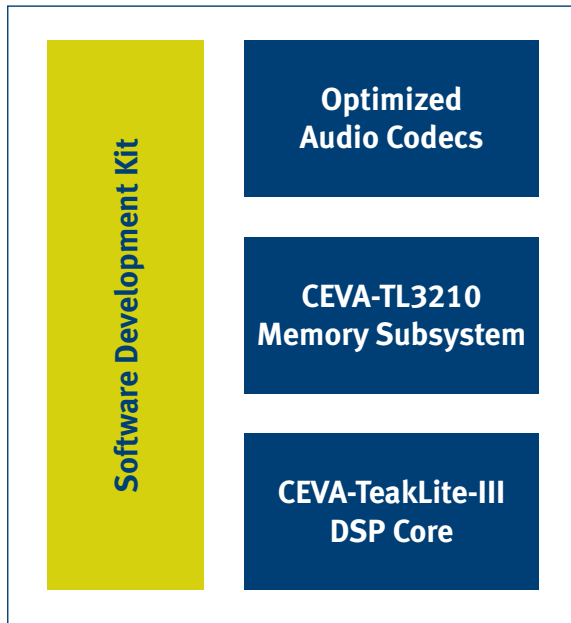 Software Development Kit
Optimized
Audio Codecs
CEVA-TL3210
Memory Subsystem
CEVA-TeakLite-III
DSP Core